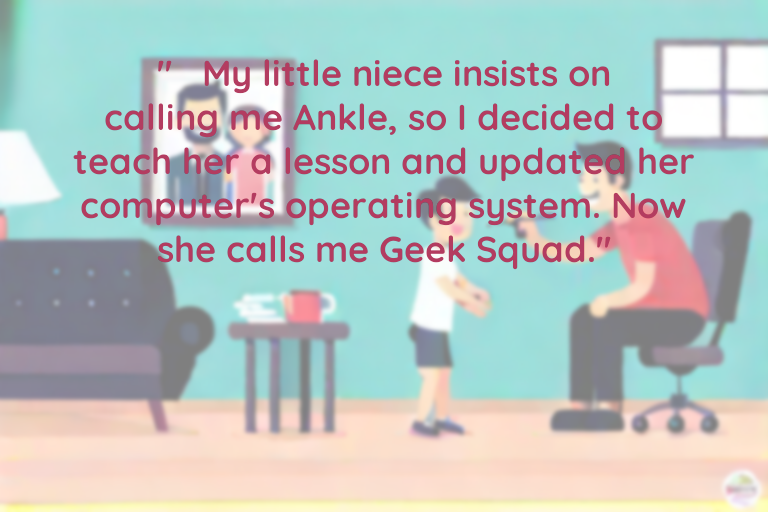 "   My little niece insists on
calling me Ankle, so I decided to
teach her a lesson and updated her
computer's operating system. Now
she calls me Geek Squad."